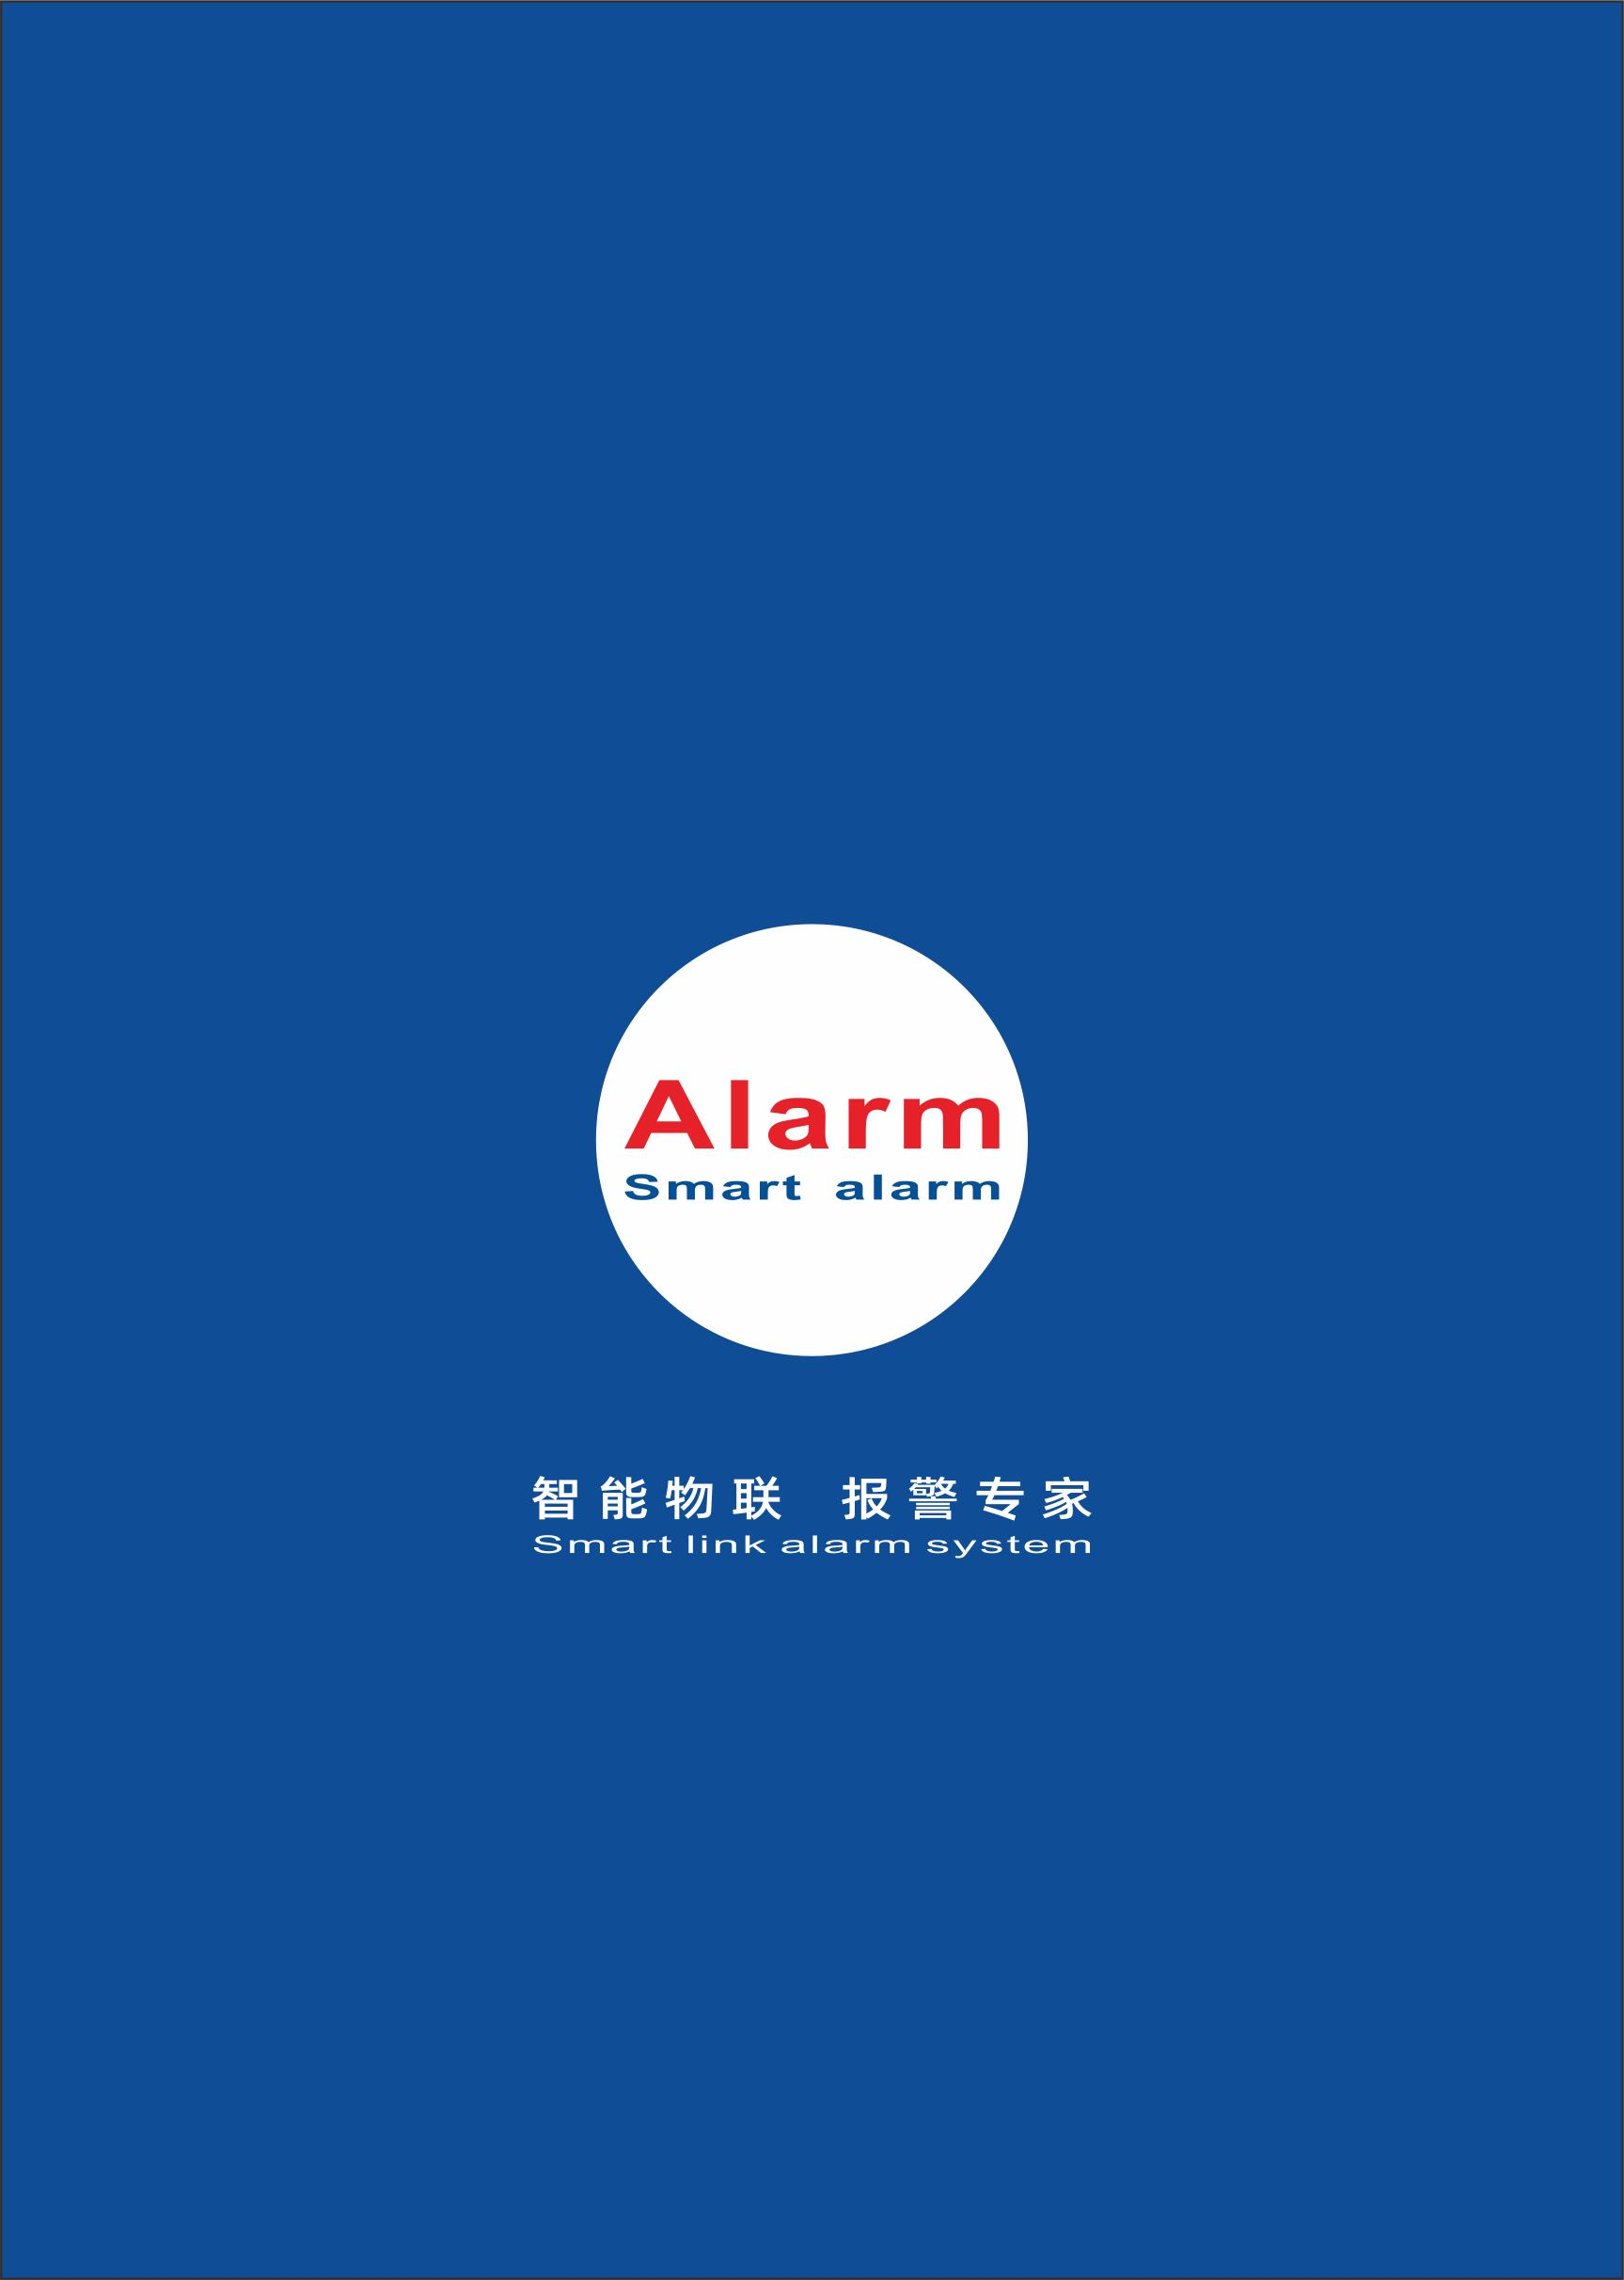 Alarm
Smart alarm
智能物联 报警专家
Smart link alarm system